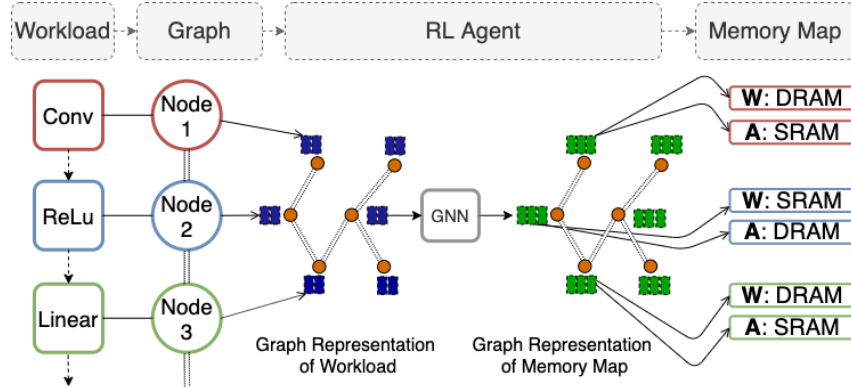 Workload
Graph
RL Agent
Memory Map
Conv
Node
1
W: DRAM
A: SRAM
ReLu
Node
2
GNN
W: SRAM
A: DRAM
Linear
Node
3
Graph Representation
of Workload
Graph Representation
of Memory Map
W: DRAM
A: SRAM